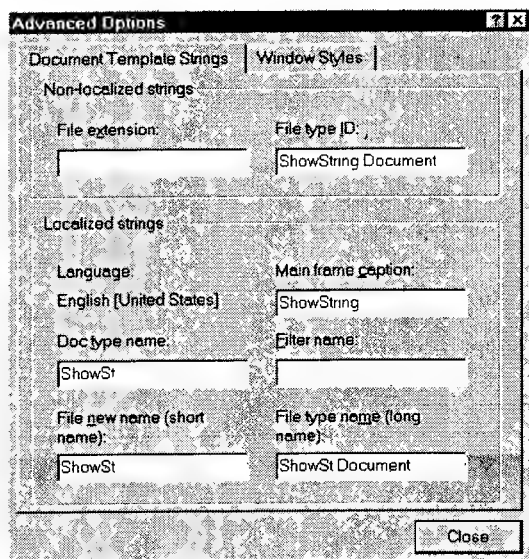 Advanced Options
Document Template Strings
Window Styles
Non-localized strings
File extension:
File type ID:
ShowString Document
Localized strings
Language:
Main frame caption:
English [United States]
ShowString
Doc type name:
Filter name:
ShowSt
File new name (short
name):
File type name (long
name):
ShowSt
ShowSt Document
Close